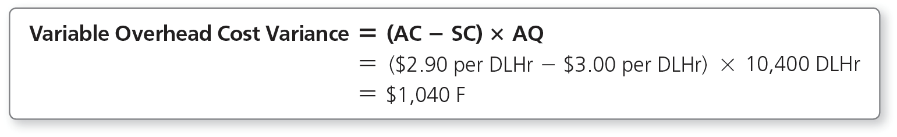 Variable Overhead Cost Variance = (AC − SC) × AQ
= ($2.90 per DLHr − $3.00 per DLHr) × 10,400 DLHr
= $1,040 F